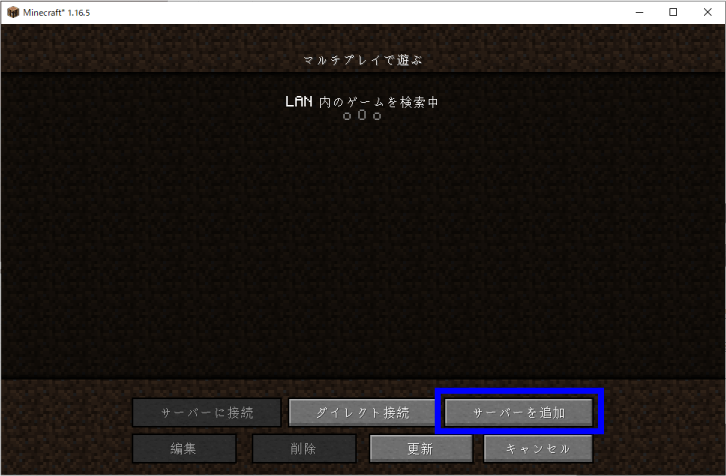 Minecraft* 1.16.5
マルチプレイで遊ぶ
LAN 内のゲームを検索中
サーバーに接続 ダイレクト接続 サーバーを追加
編集 削除 更新 キャンセル